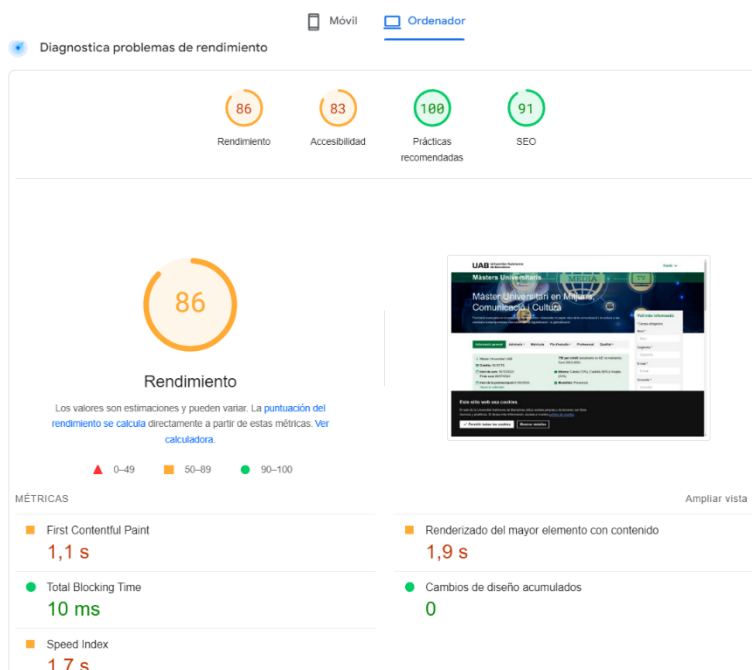 Móvil
Ordenador
Diagnostica problemas de rendimiento
86
83
100
91
Rendimiento
Accesibilidad
Prácticas
recomendadas
SEO
86
Rendimiento
Los valores son estimaciones y pueden variar. La puntuación del
rendimiento se calcula directamente a partir de estas métricas. Ver
calculadora.
0–49
50–89
90–100
UAB
Màsters Universitaris
MEDIA
TV
Màster Universitari en Mitjans,
Comunicació i Cultura
Este sitio web usa cookies
MÉTRICAS
Ampliar vista
First Contentful Paint
1,1 s
Renderizado del mayor elemento con contenido
1,9 s
Total Blocking Time
10 ms
Cambios de diseño acumulados
0
Speed Index
1,7 s